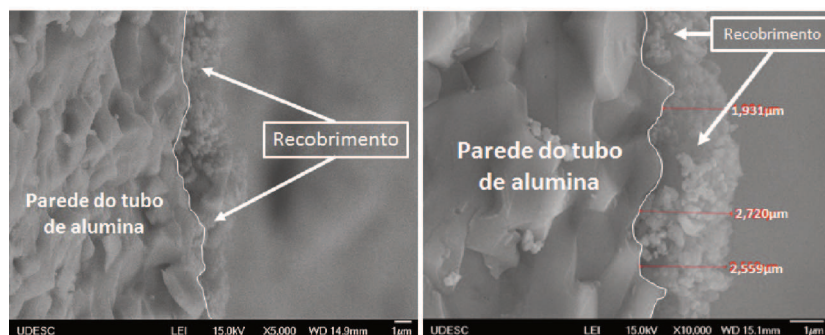 Recobrimento
Parede do tubo
de alumina
UDESC LEI 15.0kV X5,000 WD 14.9mm 1µm
Recobrimento
1,931µm
Parede do tubo
de alumina
2,720µm
2,559µm
UDESC LEI 15.0kV X10,000 WD 15.1mm 1µm